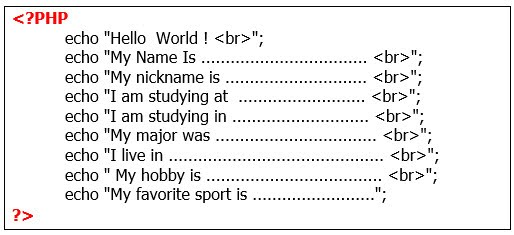 <?PHP
echo "Hello  World ! <br>";
echo "My Name Is .................................. <br>";
echo "My nickname is ............................. <br>";
echo "I am studying at  .......................... <br>";
echo "I am studying in ............................ <br>";
echo "My major was ................................. <br>";
echo "I live in ............................................ <br>";
echo " My hobby is .................................... <br>";
echo "My favorite sport is .........................";
?>